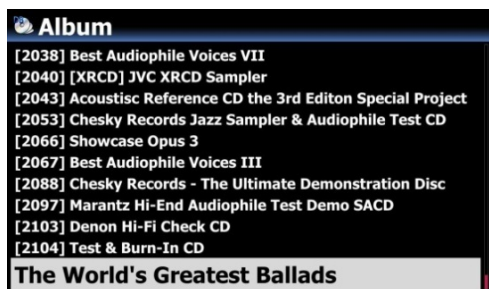 Album
[2038] Best Audiophile Voices VII
[2040] [XRCD] JVC XRCD Sampler
[2043] Acoustisc Reference CD the 3rd Editon Special Project
[2053] Chesky Records Jazz Sampler & Audiophile Test CD
[2066] Showcase Opus 3
[2067] Best Audiophile Voices III
[2088] Chesky Records - The Ultimate Demonstration Disc
[2097] Marantz Hi-End Audiophile Test Demo SACD
[2103] Denon Hi-Fi Check CD
[2104] Test & Burn-In CD
The World's Greatest Ballads